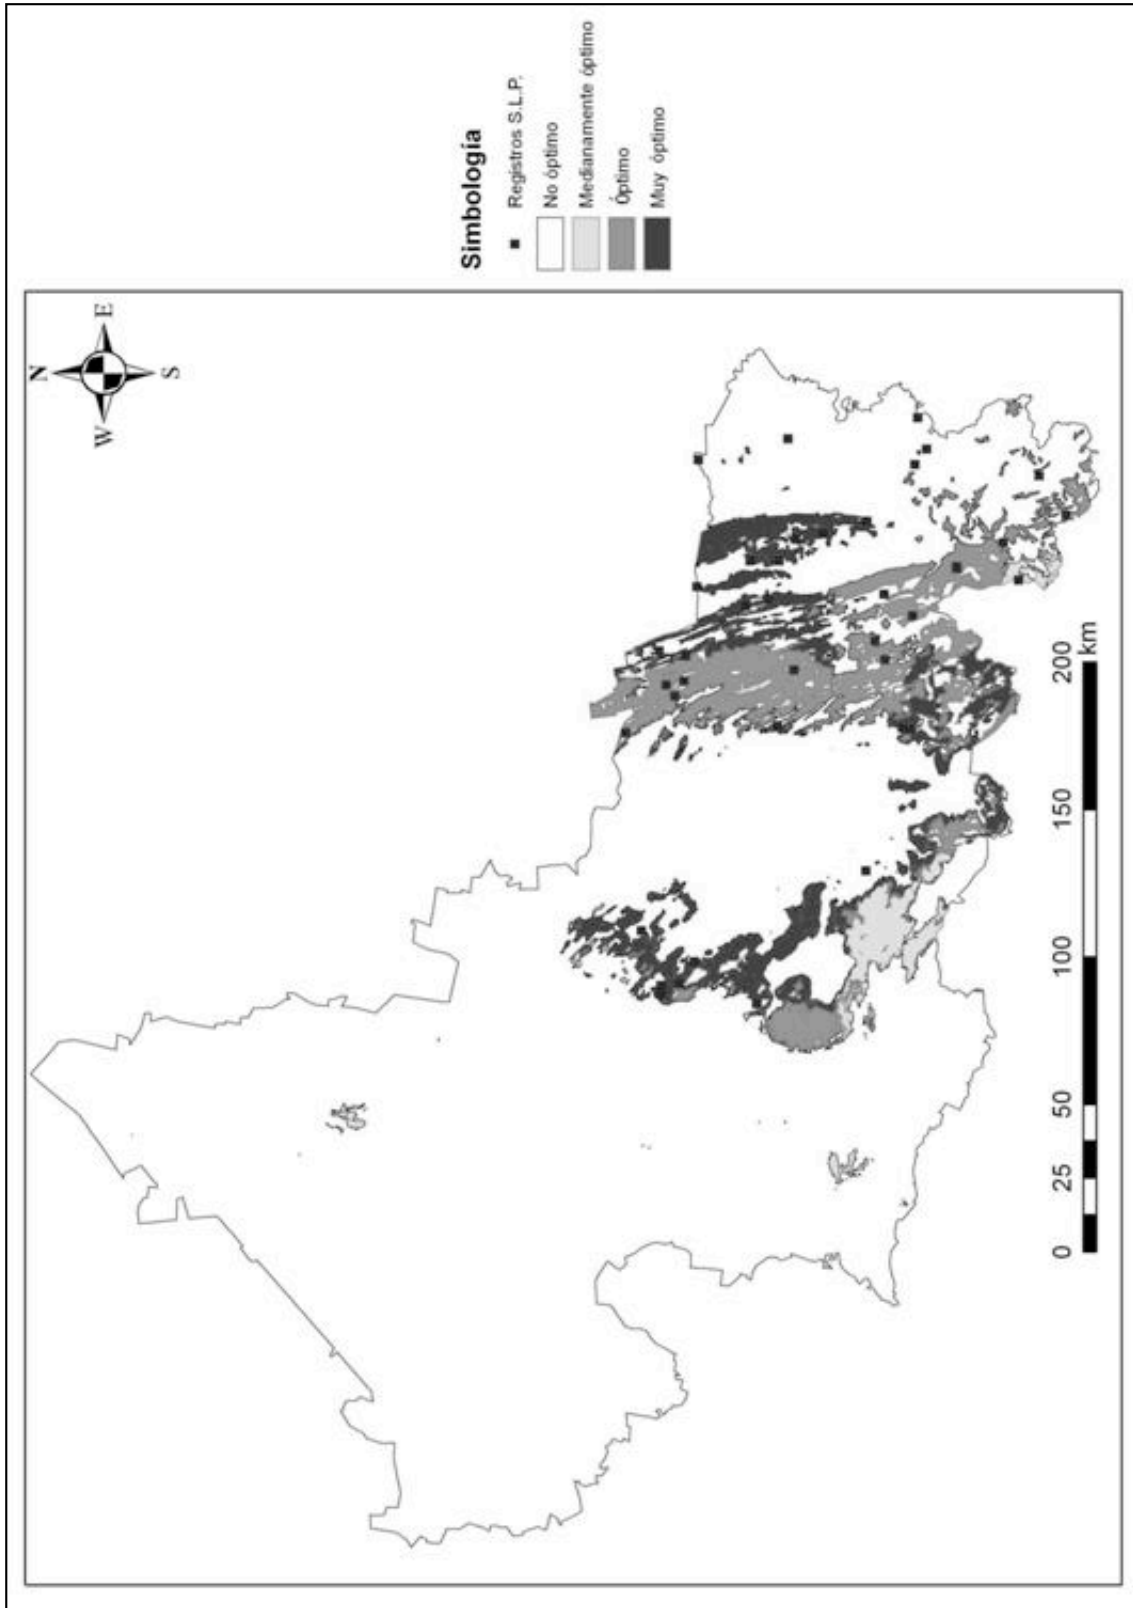 N
W
E
S
Simbología
Registros S.L.P.
No óptimo
Medianamente óptimo
Óptimo
Muy óptimo
0 25 50 100 150 200
km